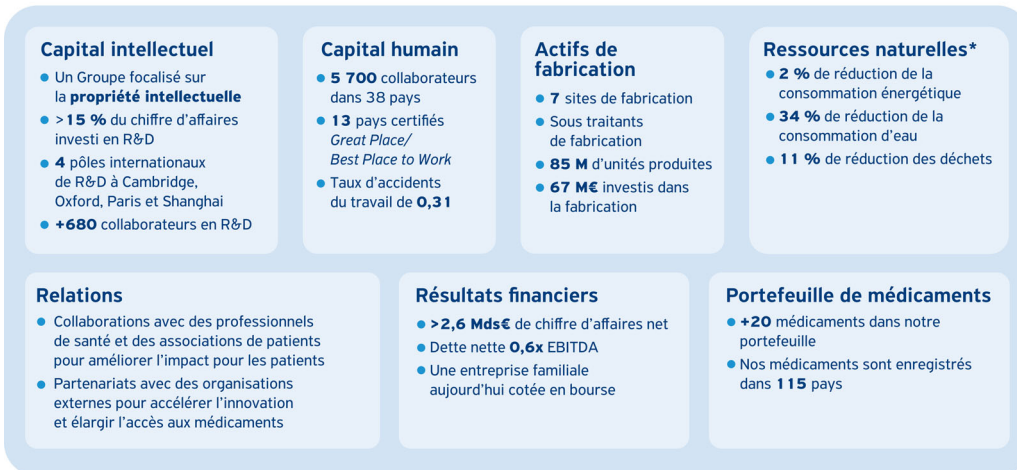 Capital intellectuel
Un Groupe focalisé sur
la propriété intellectuelle
>15 % du chiffre d'affaires
investi en R&D
4 pôles internationaux
de R&D à Cambridge,
Oxford, Paris et Shanghai
+680 collaborateurs en R&D
Capital humain
5 700 collaborateurs
dans 38 pays
13 pays certifiés
Great Place/
Best Place to Work
Taux d'accidents
du travail de 0,31
Actifs de
fabrication
7 sites de fabrication
Sous traitants
de fabrication
85 M d'unités produites
67 M€ investis dans
la fabrication
Ressources naturelles*
2 % de réduction de la
consommation énergétique
34 % de réduction de la
consommation d'eau
11 % de réduction des déchets
Relations
Collaborations avec des professionnels
de santé et des associations de patients
pour améliorer l'impact pour les patients
Partenariats avec des organisations
externes pour accélérer l'innovation
et élargir l'accès aux médicaments
Résultats financiers
>2,6 Mds€ de chiffre d'affaires net
Dette nette 0,6x EBITDA
Une entreprise familiale
aujourd'hui cotée en bourse
Portefeuille de médicaments
+20 médicaments dans notre
portefeuille
Nos médicaments sont enregistrés
dans 115 pays